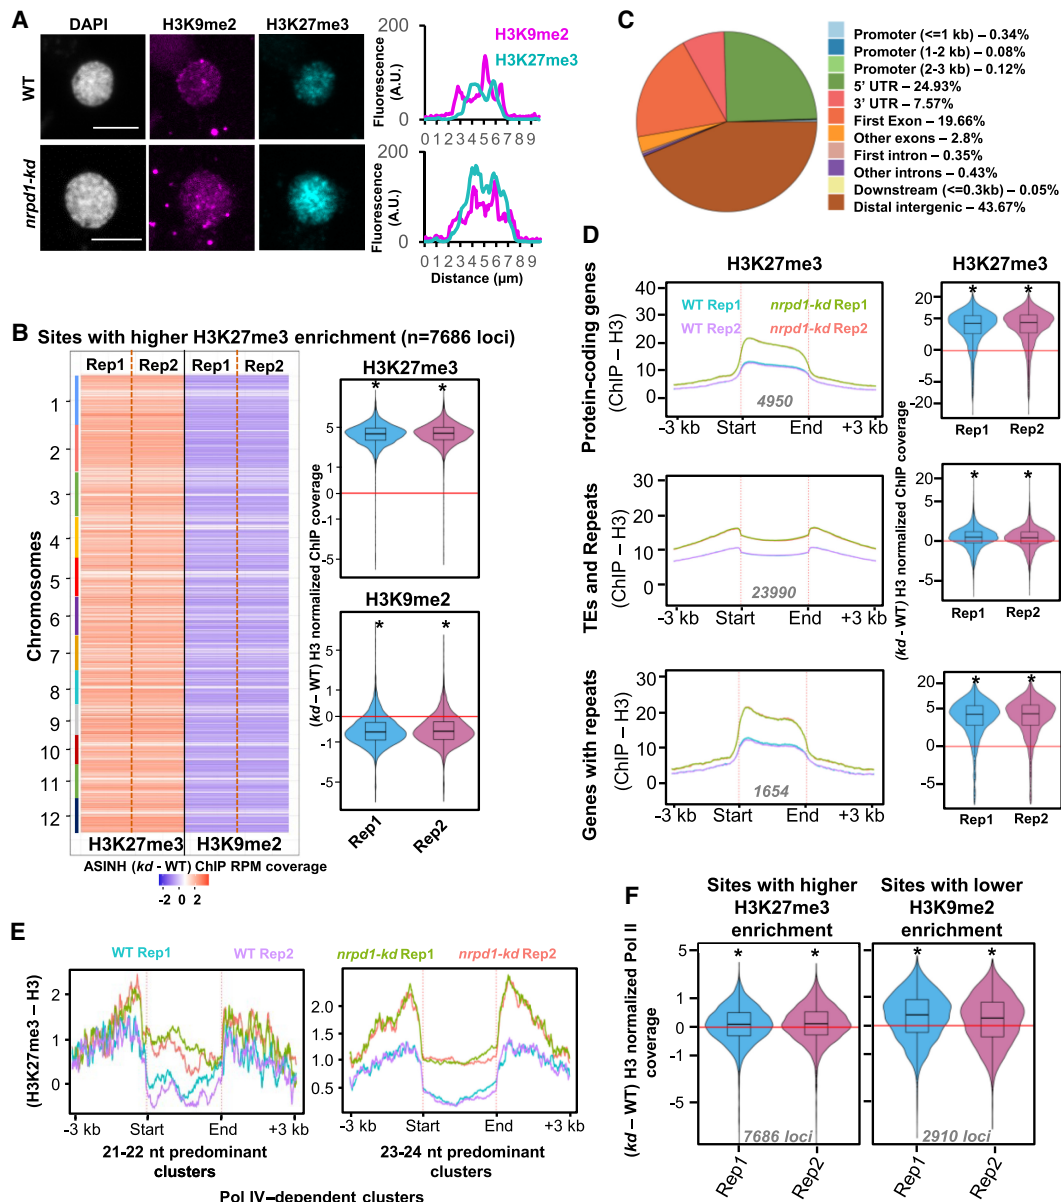 A
DAPI
H3K9me2
H3K27me3
WT
nrpd1-kd
Fluorescence
(A.U.)
200
100
0
H3K9me2
H3K27me3
0 1 2 3 4 5 6 7 8 9
Fluorescence
(A.U.)
200
0
0 1 2 3 4 5 6 7 8 9
Distance (µm)
B
Sites with higher H3K27me3 enrichment (n=7686 loci)
Rep1 Rep2 Rep1 Rep2
Chromosomes
1
2
3
4
5
6
7
8
9
10
11
12
H3K27me3 H3K9me2
ASINH (kd - WT) ChIP RPM coverage
-2 0 2
(kd – WT) H3 normalized ChIP coverage
H3K27me3
* *
5
1
0
-1
-5
H3K9me2
* *
5
1
0
-1
-5
Rep1 Rep2
C
Promoter (<=1 kb) – 0.34%
Promoter (1-2 kb) – 0.08%
Promoter (2-3 kb) – 0.12%
5' UTR – 24.93%
3' UTR – 7.57%
First Exon – 19.66%
Other exons – 2.8%
First intron – 0.35%
Other introns – 0.43%
Downstream (<=0.3kb) – 0.05%
Distal intergenic – 43.67%
D
H3K27me3
H3K27me3
Protein-coding genes
(ChIP – H3)
40
30
20
10
0
WT Rep1 nrpd1-kd Rep1
WT Rep2 nrpd1-kd Rep2
4950
-3 kb Start End +3 kb
* *
20
5
0
-5
-20
Rep1 Rep2
(kd - WT) H3 normalized ChIP coverage
TEs and Repeats
(ChIP – H3)
30
20
10
0
23990
-3 kb Start End +3 kb
* *
20
5
0
-5
Rep1 Rep2
Genes with repeats
(ChIP – H3)
30
20
10
0
1654
-3 kb Start End +3 kb
* *
20
5
0
-5
Rep1 Rep2
E
WT Rep1 WT Rep2 nrpd1-kd Rep1 nrpd1-kd Rep2
(H3K27me3 – H3)
2
1
0
-3 kb Start End +3 kb
21-22 nt predominant
clusters
2.0
1.5
1.0
0.5
-3 kb Start End +3 kb
23-24 nt predominant
clusters
Pol IV–dependent clusters
F
Sites with higher
H3K27me3
enrichment
Sites with lower
H3K9me2
enrichment
(kd – WT) H3 normalized Pol II
coverage
5
1
0
-1
-5
* *
7686 loci
* *
2910 loci
Rep1 Rep2 Rep1 Rep2